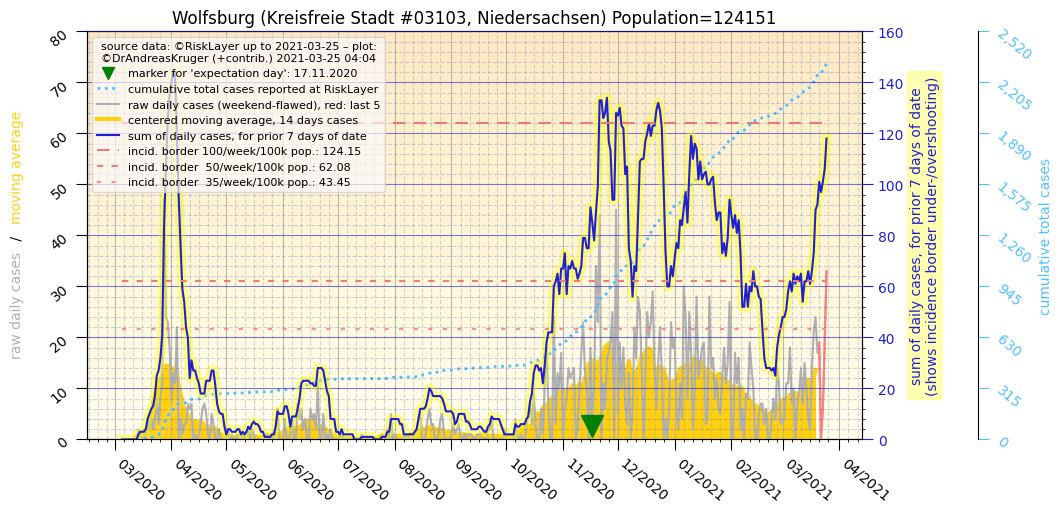 Wolfsburg (Kreisfreie Stadt #03103, Niedersachsen) Population=124151
source data: ©RiskLayer up to 2021-03-25 – plot:
©DrAndreasKruger (+contrib.) 2021-03-25 04:04
marker for 'expectation day': 17.11.2020
cumulative total cases reported at RiskLayer
raw daily cases (weekend-flawed), red: last 5
centered moving average, 14 days cases
sum of daily cases, for prior 7 days of date
incid. border 100/week/100k pop.: 124.15
incid. border  50/week/100k pop.: 62.08
incid. border  35/week/100k pop.: 43.45
raw daily cases  /  moving average
80
70
60
50
40
30
20
10
0
160
140
120
100
80
60
40
20
0
sum of daily cases, for prior 7 days of date
(shows incidence border under-/overshooting)
2,520
2,205
1,890
1,575
1,260
945
630
315
0
cumulative total cases
03/2020
04/2020
05/2020
06/2020
07/2020
08/2020
09/2020
10/2020
11/2020
12/2020
01/2021
02/2021
03/2021
04/2021